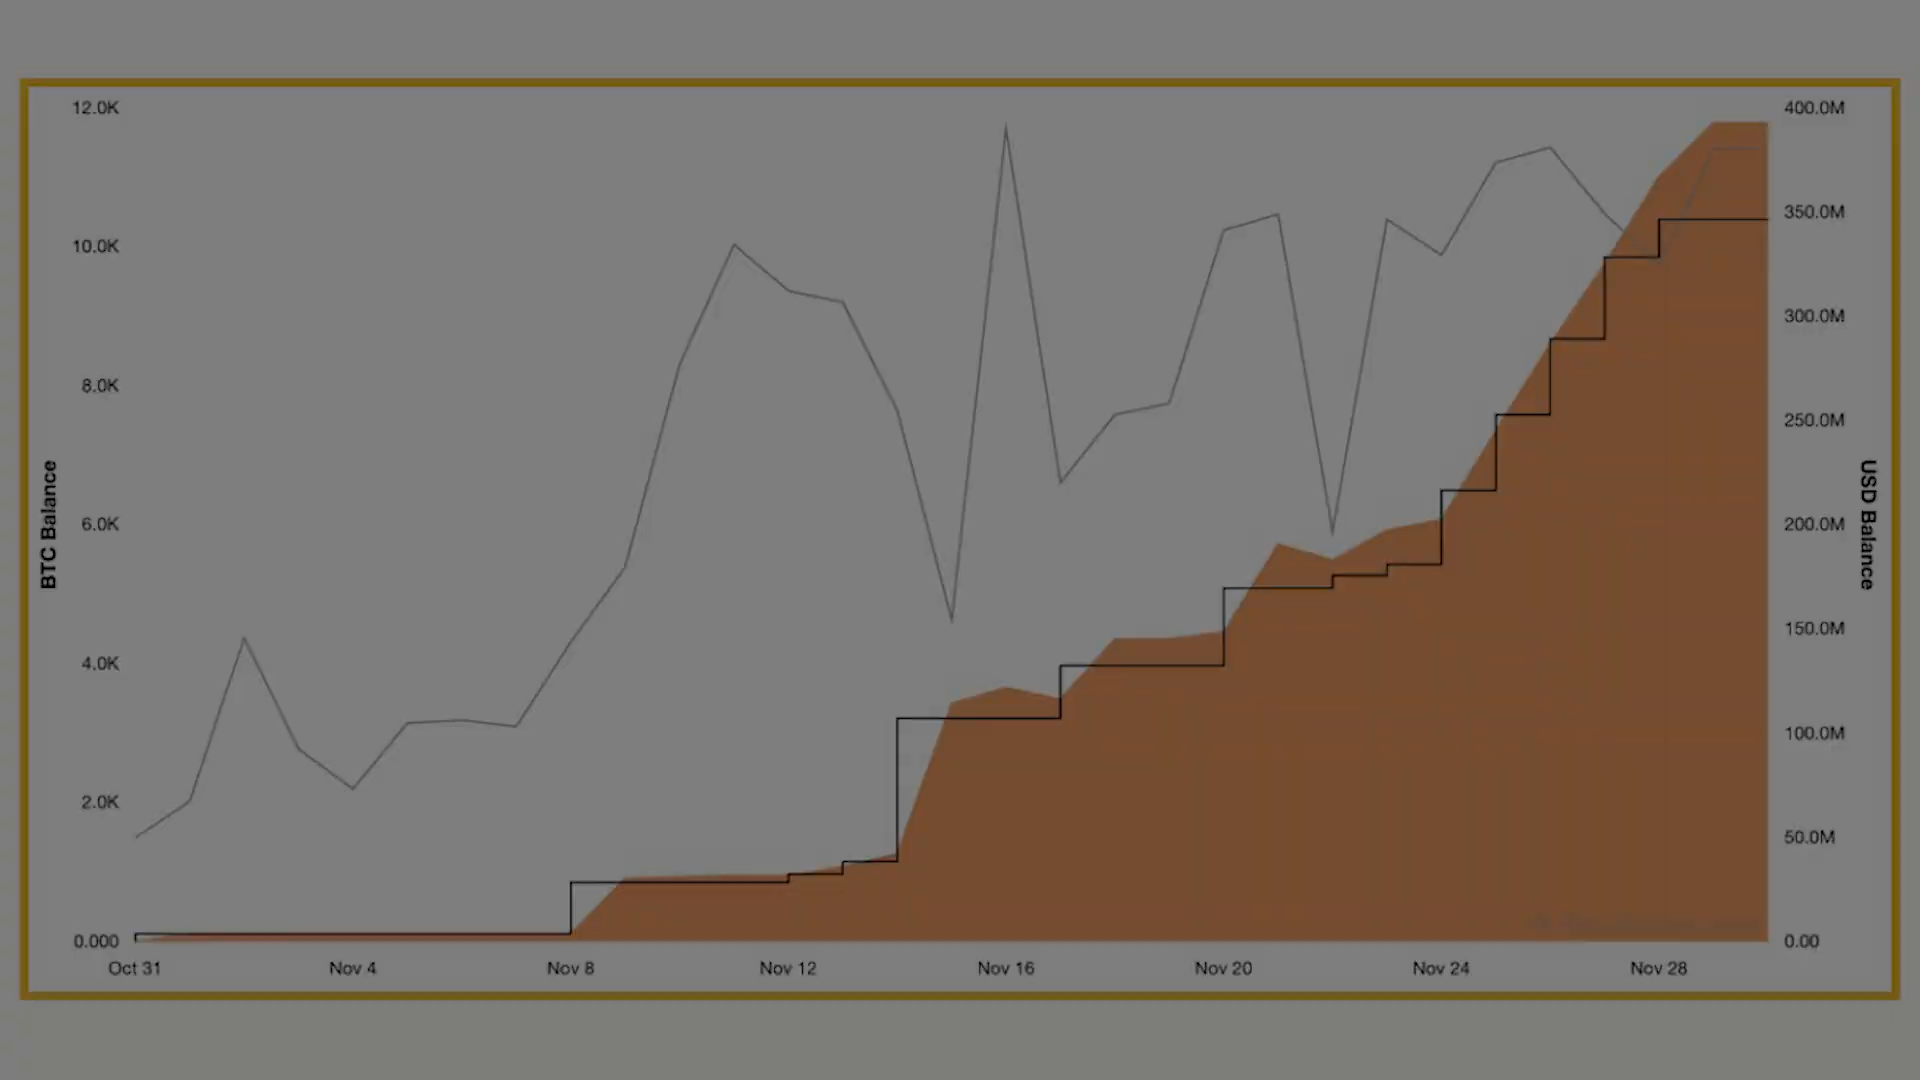 12.0K
10.0K
8.0K
6.0K
4.0K
2.0K
0.000
BTC Balance
400.0M
350.0M
300.0M
250.0M
200.0M
150.0M
100.0M
50.0M
0.00
USD Balance
Oct 31
Nov 4
Nov 8
Nov 12
Nov 16
Nov 20
Nov 24
Nov 28